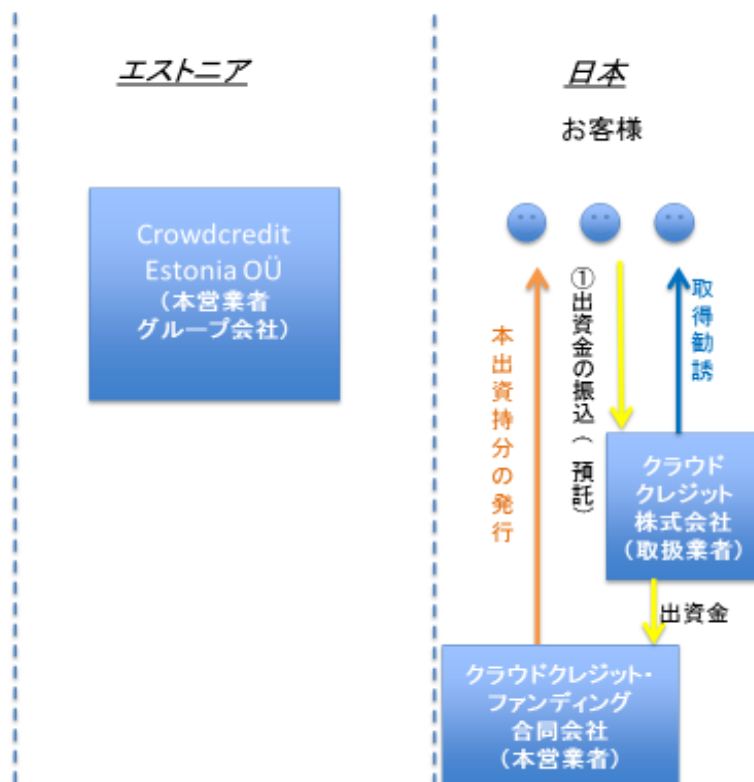 エストニア
日本
お客様
Crowdcredit
Estonia OÜ
(本営業者
グループ会社)
本出資持分の発行
①出資金の振込(預託)
取得勧誘
クラウド
クレジット
株式会社
(取扱業者)
出資金
クラウドクレジット・
ファンディング
合同会社
(本営業者)